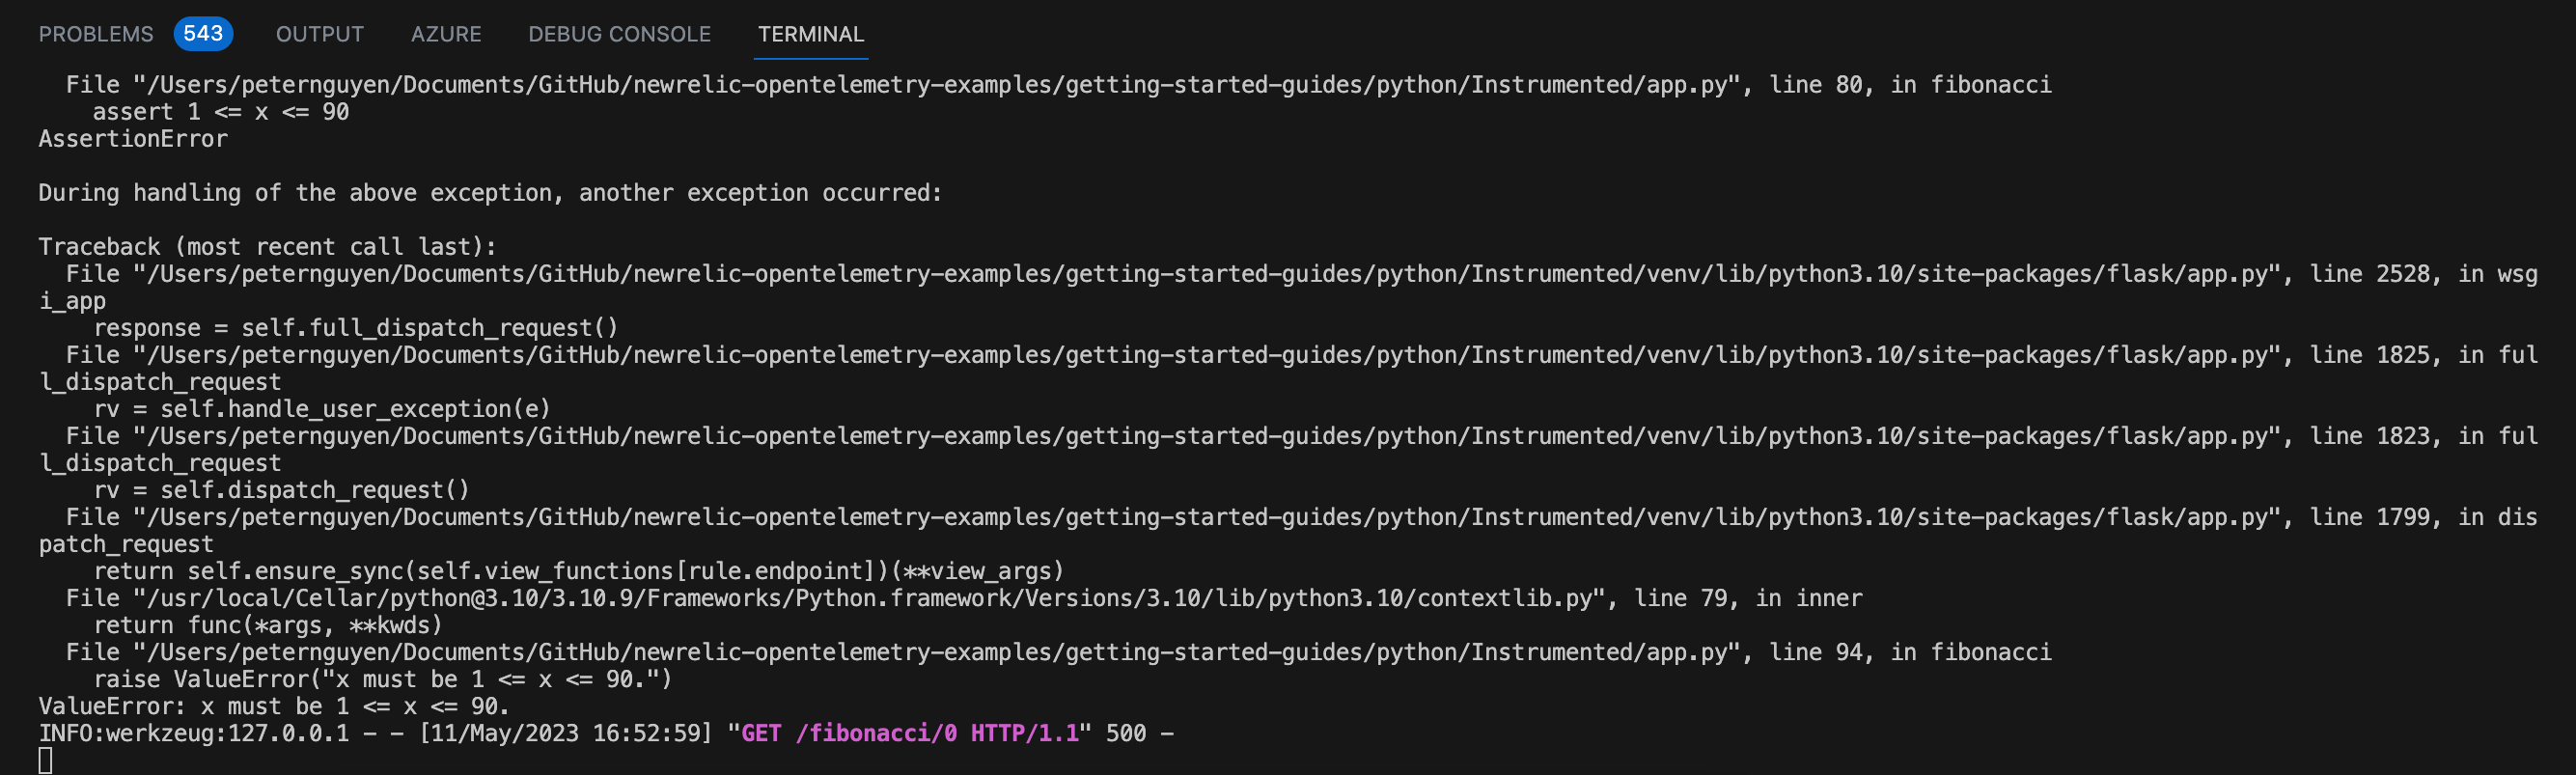 PROBLEMS 543 OUTPUT AZURE DEBUG CONSOLE TERMINAL
  File "/Users/peternguyen/Documents/GitHub/newrelic-opentelemetry-examples/getting-started-guides/python/Instrumented/app.py", line 80, in fibonacci
    assert 1 <= x <= 90
AssertionError

During handling of the above exception, another exception occurred:

Traceback (most recent call last):
  File "/Users/peternguyen/Documents/GitHub/newrelic-opentelemetry-examples/getting-started-guides/python/Instrumented/venv/lib/python3.10/site-packages/flask/app.py", line 2528, in wsg
i_app
    response = self.full_dispatch_request()
  File "/Users/peternguyen/Documents/GitHub/newrelic-opentelemetry-examples/getting-started-guides/python/Instrumented/venv/lib/python3.10/site-packages/flask/app.py", line 1825, in ful
l_dispatch_request
    rv = self.handle_user_exception(e)
  File "/Users/peternguyen/Documents/GitHub/newrelic-opentelemetry-examples/getting-started-guides/python/Instrumented/venv/lib/python3.10/site-packages/flask/app.py", line 1823, in ful
l_dispatch_request
    rv = self.dispatch_request()
  File "/Users/peternguyen/Documents/GitHub/newrelic-opentelemetry-examples/getting-started-guides/python/Instrumented/venv/lib/python3.10/site-packages/flask/app.py", line 1799, in dis
patch_request
    return self.ensure_sync(self.view_functions[rule.endpoint])(**view_args)
  File "/usr/local/Cellar/python@3.10/3.10.9/Frameworks/Python.framework/Versions/3.10/lib/python3.10/contextlib.py", line 79, in inner
    return func(*args, **kwds)
  File "/Users/peternguyen/Documents/GitHub/newrelic-opentelemetry-examples/getting-started-guides/python/Instrumented/app.py", line 94, in fibonacci
    raise ValueError("x must be 1 <= x <= 90.")
ValueError: x must be 1 <= x <= 90.
INFO:werkzeug:127.0.0.1 - - [11/May/2023 16:52:59] "GET /fibonacci/0 HTTP/1.1" 500 -